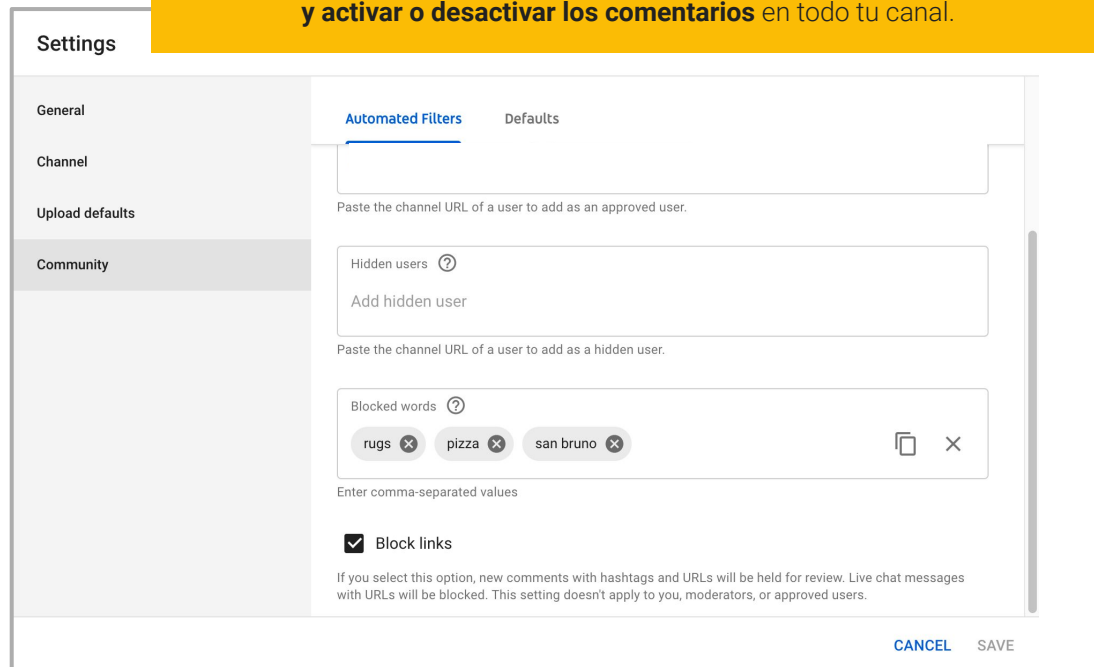 y activar o desactivar los comentarios en todo tu canal.
Settings
General
Channel
Upload defaults
Community
Automated Filters
Defaults
Paste the channel URL of a user to add as an approved user.
Hidden users
Add hidden user
Paste the channel URL of a user to add as a hidden user.
Blocked words
rugs pizza san bruno
Enter comma-separated values
Block links
If you select this option, new comments with hashtags and URLs will be held for review. Live chat messages
with URLs will be blocked. This setting doesn't apply to you, moderators, or approved users.
CANCEL SAVE